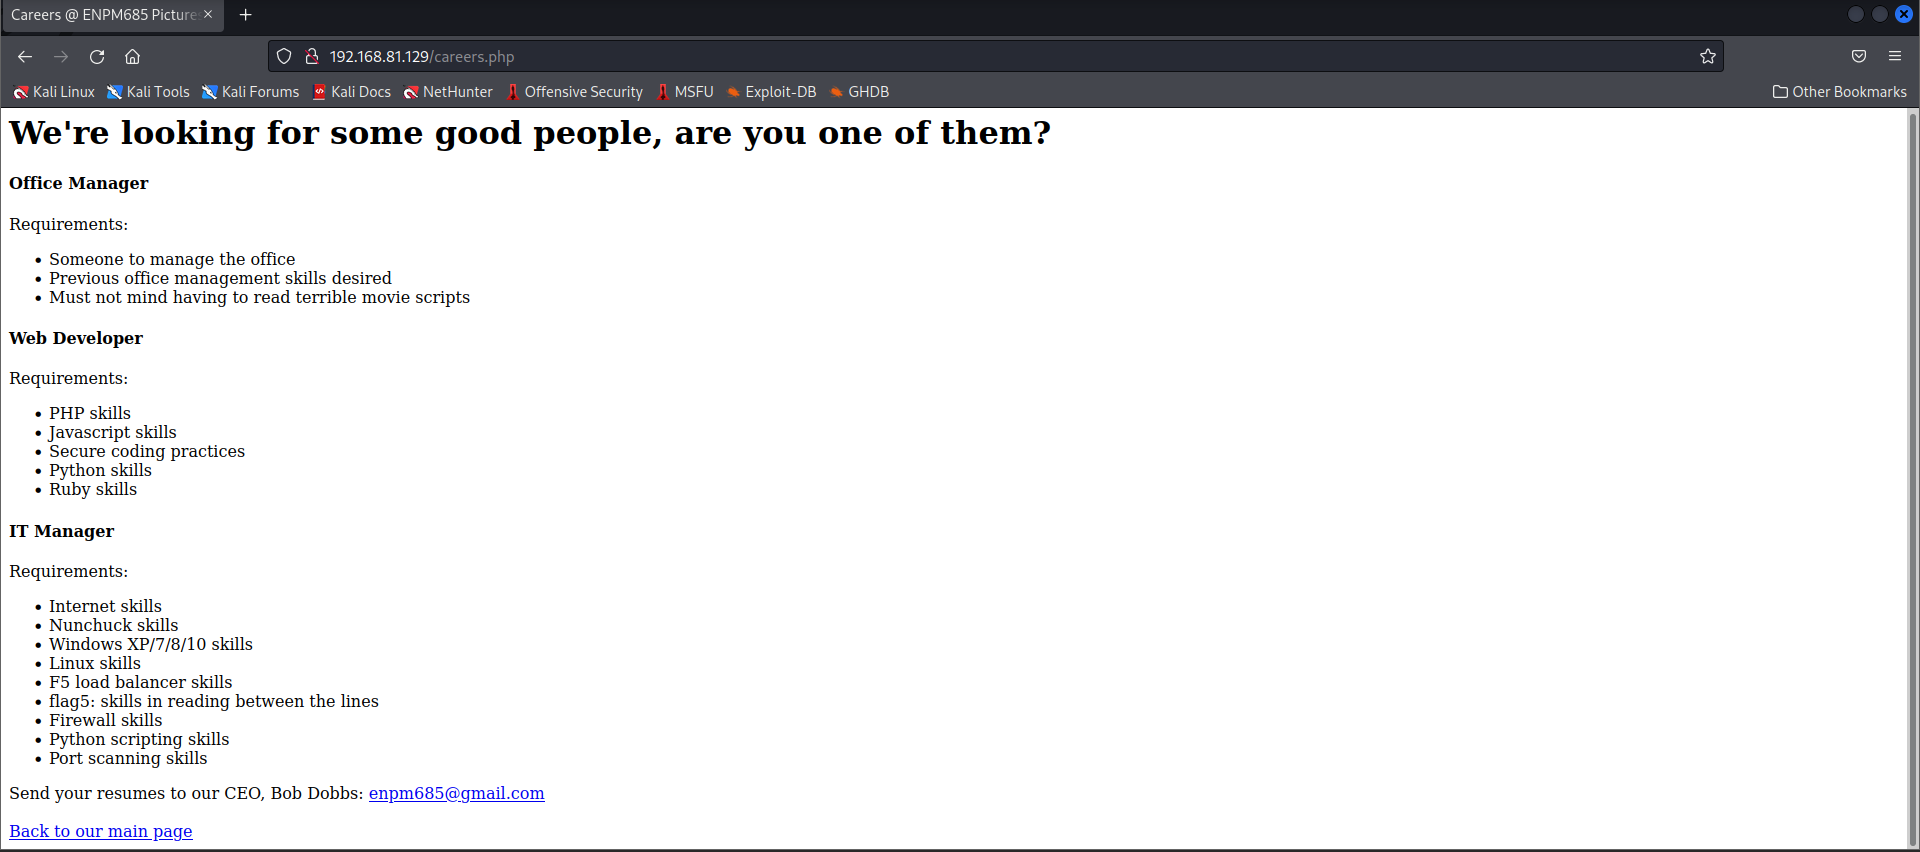 Careers @ ENPM685 Picture
192.168.81.129/careers.php
Kali Linux Kali Tools Kali Forums Kali Docs NetHunter Offensive Security MSFU Exploit-DB GHDB Other Bookmarks
We're looking for some good people, are you one of them?
Office Manager
Requirements:
• Someone to manage the office
• Previous office management skills desired
• Must not mind having to read terrible movie scripts
Web Developer
Requirements:
• PHP skills
• Javascript skills
• Secure coding practices
• Python skills
• Ruby skills
IT Manager
Requirements:
• Internet skills
• Nunchuck skills
• Windows XP/7/8/10 skills
• Linux skills
• F5 load balancer skills
• flag5: skills in reading between the lines
• Firewall skills
• Python scripting skills
• Port scanning skills
Send your resumes to our CEO, Bob Dobbs: enpm685@gmail.com
Back to our main page